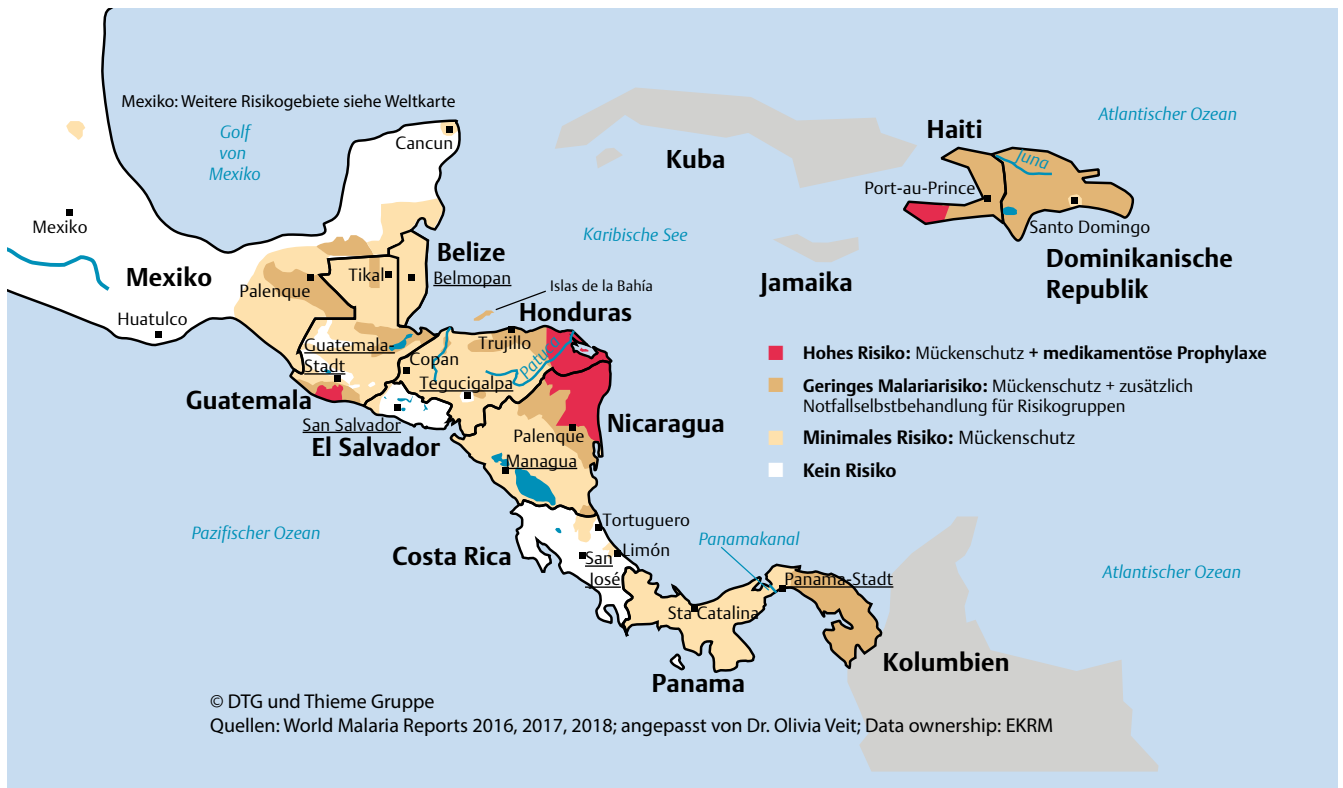 Mexiko: Weitere Risikogebiete siehe Weltkarte
Golf
von
Mexiko
Atlantischer Ozean
Cancun
Kuba
Haiti
Juna
Port-au-Prince
Santo Domingo
Dominikanische
Republik
Mexiko
Karibische See
Jamaika
Mexiko
Belize
Belmopan
Tikal
Palenque
Islas de la Bahía
Honduras
Huatulco
Trujillo
Patuca
Guatemala-
Stadt
Copan
Tegucigalpa
Guatemala
San Salvador
El Salvador
Nicaragua
Palenque
Managua
Hohes Risiko: Mückenschutz + medikamentöse Prophylaxe
Geringes Malariarisiko: Mückenschutz + zusätzlich
Notfallselbstbehandlung für Risikogruppen
Minimales Risiko: Mückenschutz
Kein Risiko
Pazifischer Ozean
Costa Rica
Tortuguero
Limón
San
José
Panamakanal
Panama-Stadt
Atlantischer Ozean
Sta Catalina
Panama
Kolumbien
© DTG und Thieme Gruppe
Quellen: World Malaria Reports 2016, 2017, 2018; angepasst von Dr. Olivia Veit; Data ownership: EKRM